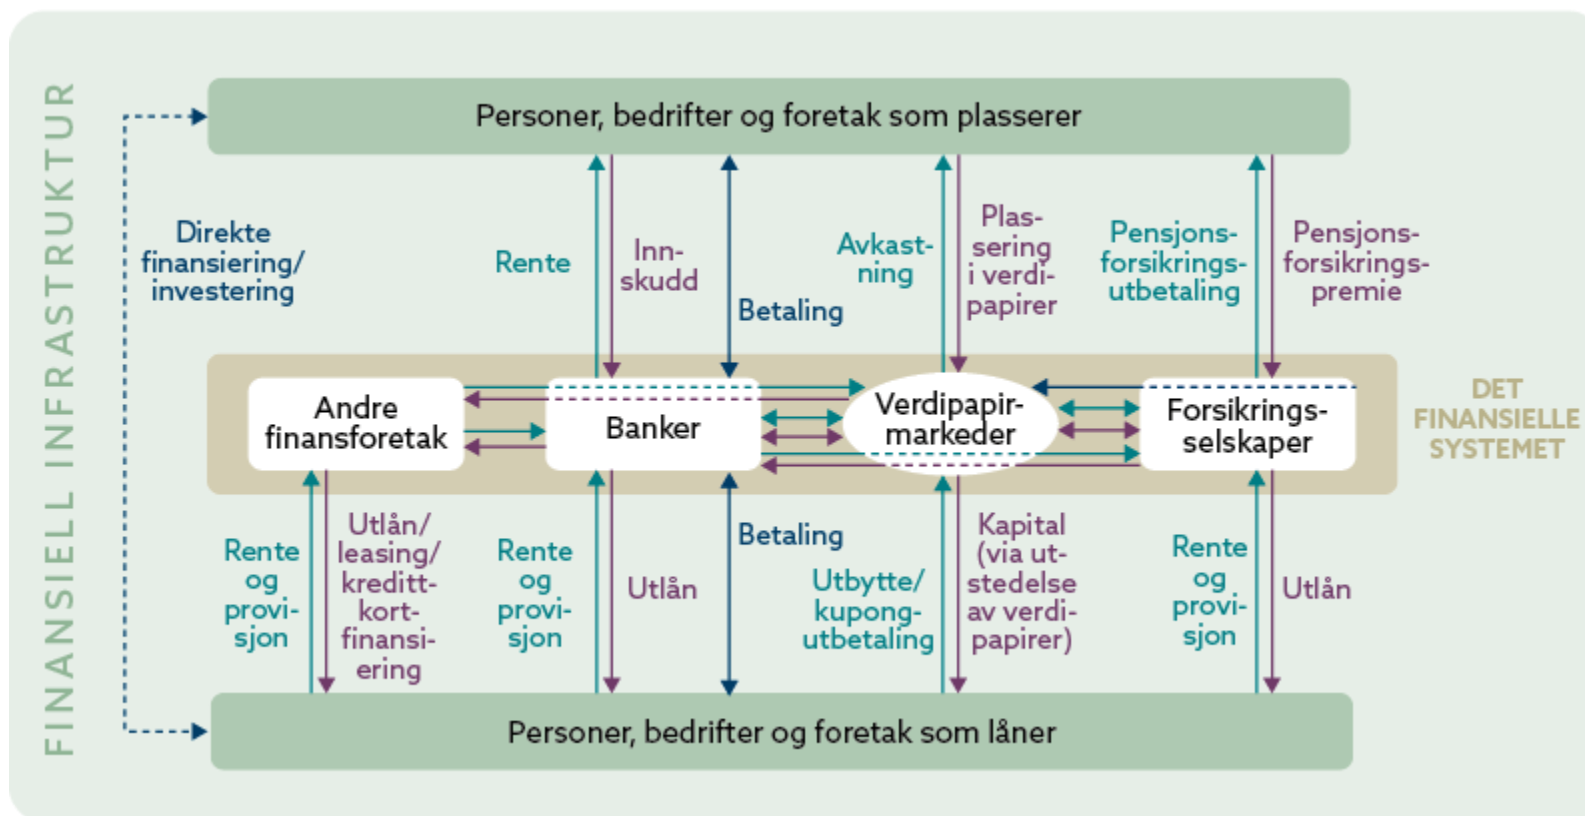 FINANSIELL INFRASTRUKTUR
Personer, bedrifter og foretak som plasserer
Direkte
finansiering/
investering
Rente
Inn-
skudd
Betaling
Avkast-
ning
Plas-
sering
i verdi-
papirer
Pensjons-
forsikrings-
utbetaling
Pensjons-
forsikrings-
premie
Andre
finansforetak
Banker
Verdipapir-
markeder
Forsikrings-
selskaper
DET
FINANSIELLE
SYSTEMET
Rente
og
provi-
sjon
Utlån/
leasing/
kreditt-
kort-
finansi-
ering
Rente
og
provi-
sjon
Utlån
Betaling
Utbytte/
kupong-
utbetaling
Kapital
(via ut-
stedelse
av verdi-
papirer)
Rente
og
provi-
sjon
Utlån
Personer, bedrifter og foretak som låner